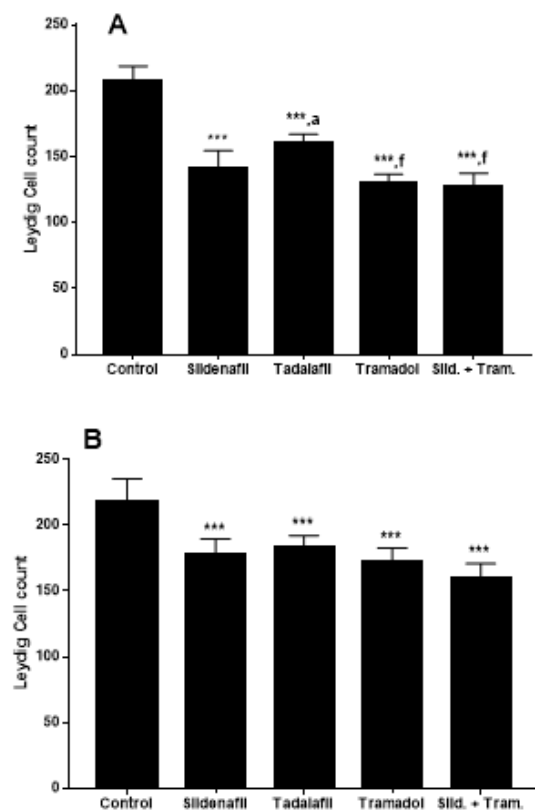 A
250
200
150
100
50
0
Leydig Cell count
***
***,a
***,f
***,f
Control Sildenafil Tadalafil Tramadol Sild. + Tram.
B
250
200
150
100
50
0
Leydig Cell count
***
***
***
***
Control Sildenafil Tadalafil Tramadol Sild. + Tram.